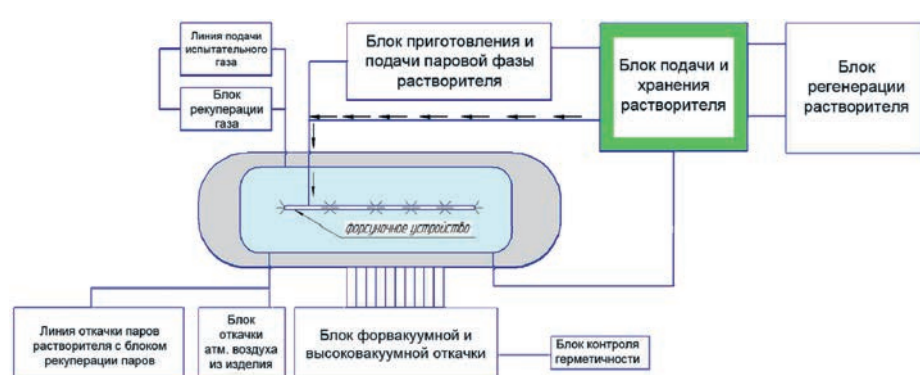 Линия подачи
испытательного
газа
Блок
рекуперации
газа
Блок приготовления и
подачи паровой фазы
растворителя
Блок подачи и
хранения
растворителя
Блок
регенерации
растворителя
форсуночное устройство
Линия откачки паров
растворителя с блоком
рекуперации паров
Блок
откачки
атм. воздуха
из изделия
Блок форвакуумной и
высоковакуумной откачки
Блок контроля
герметичности